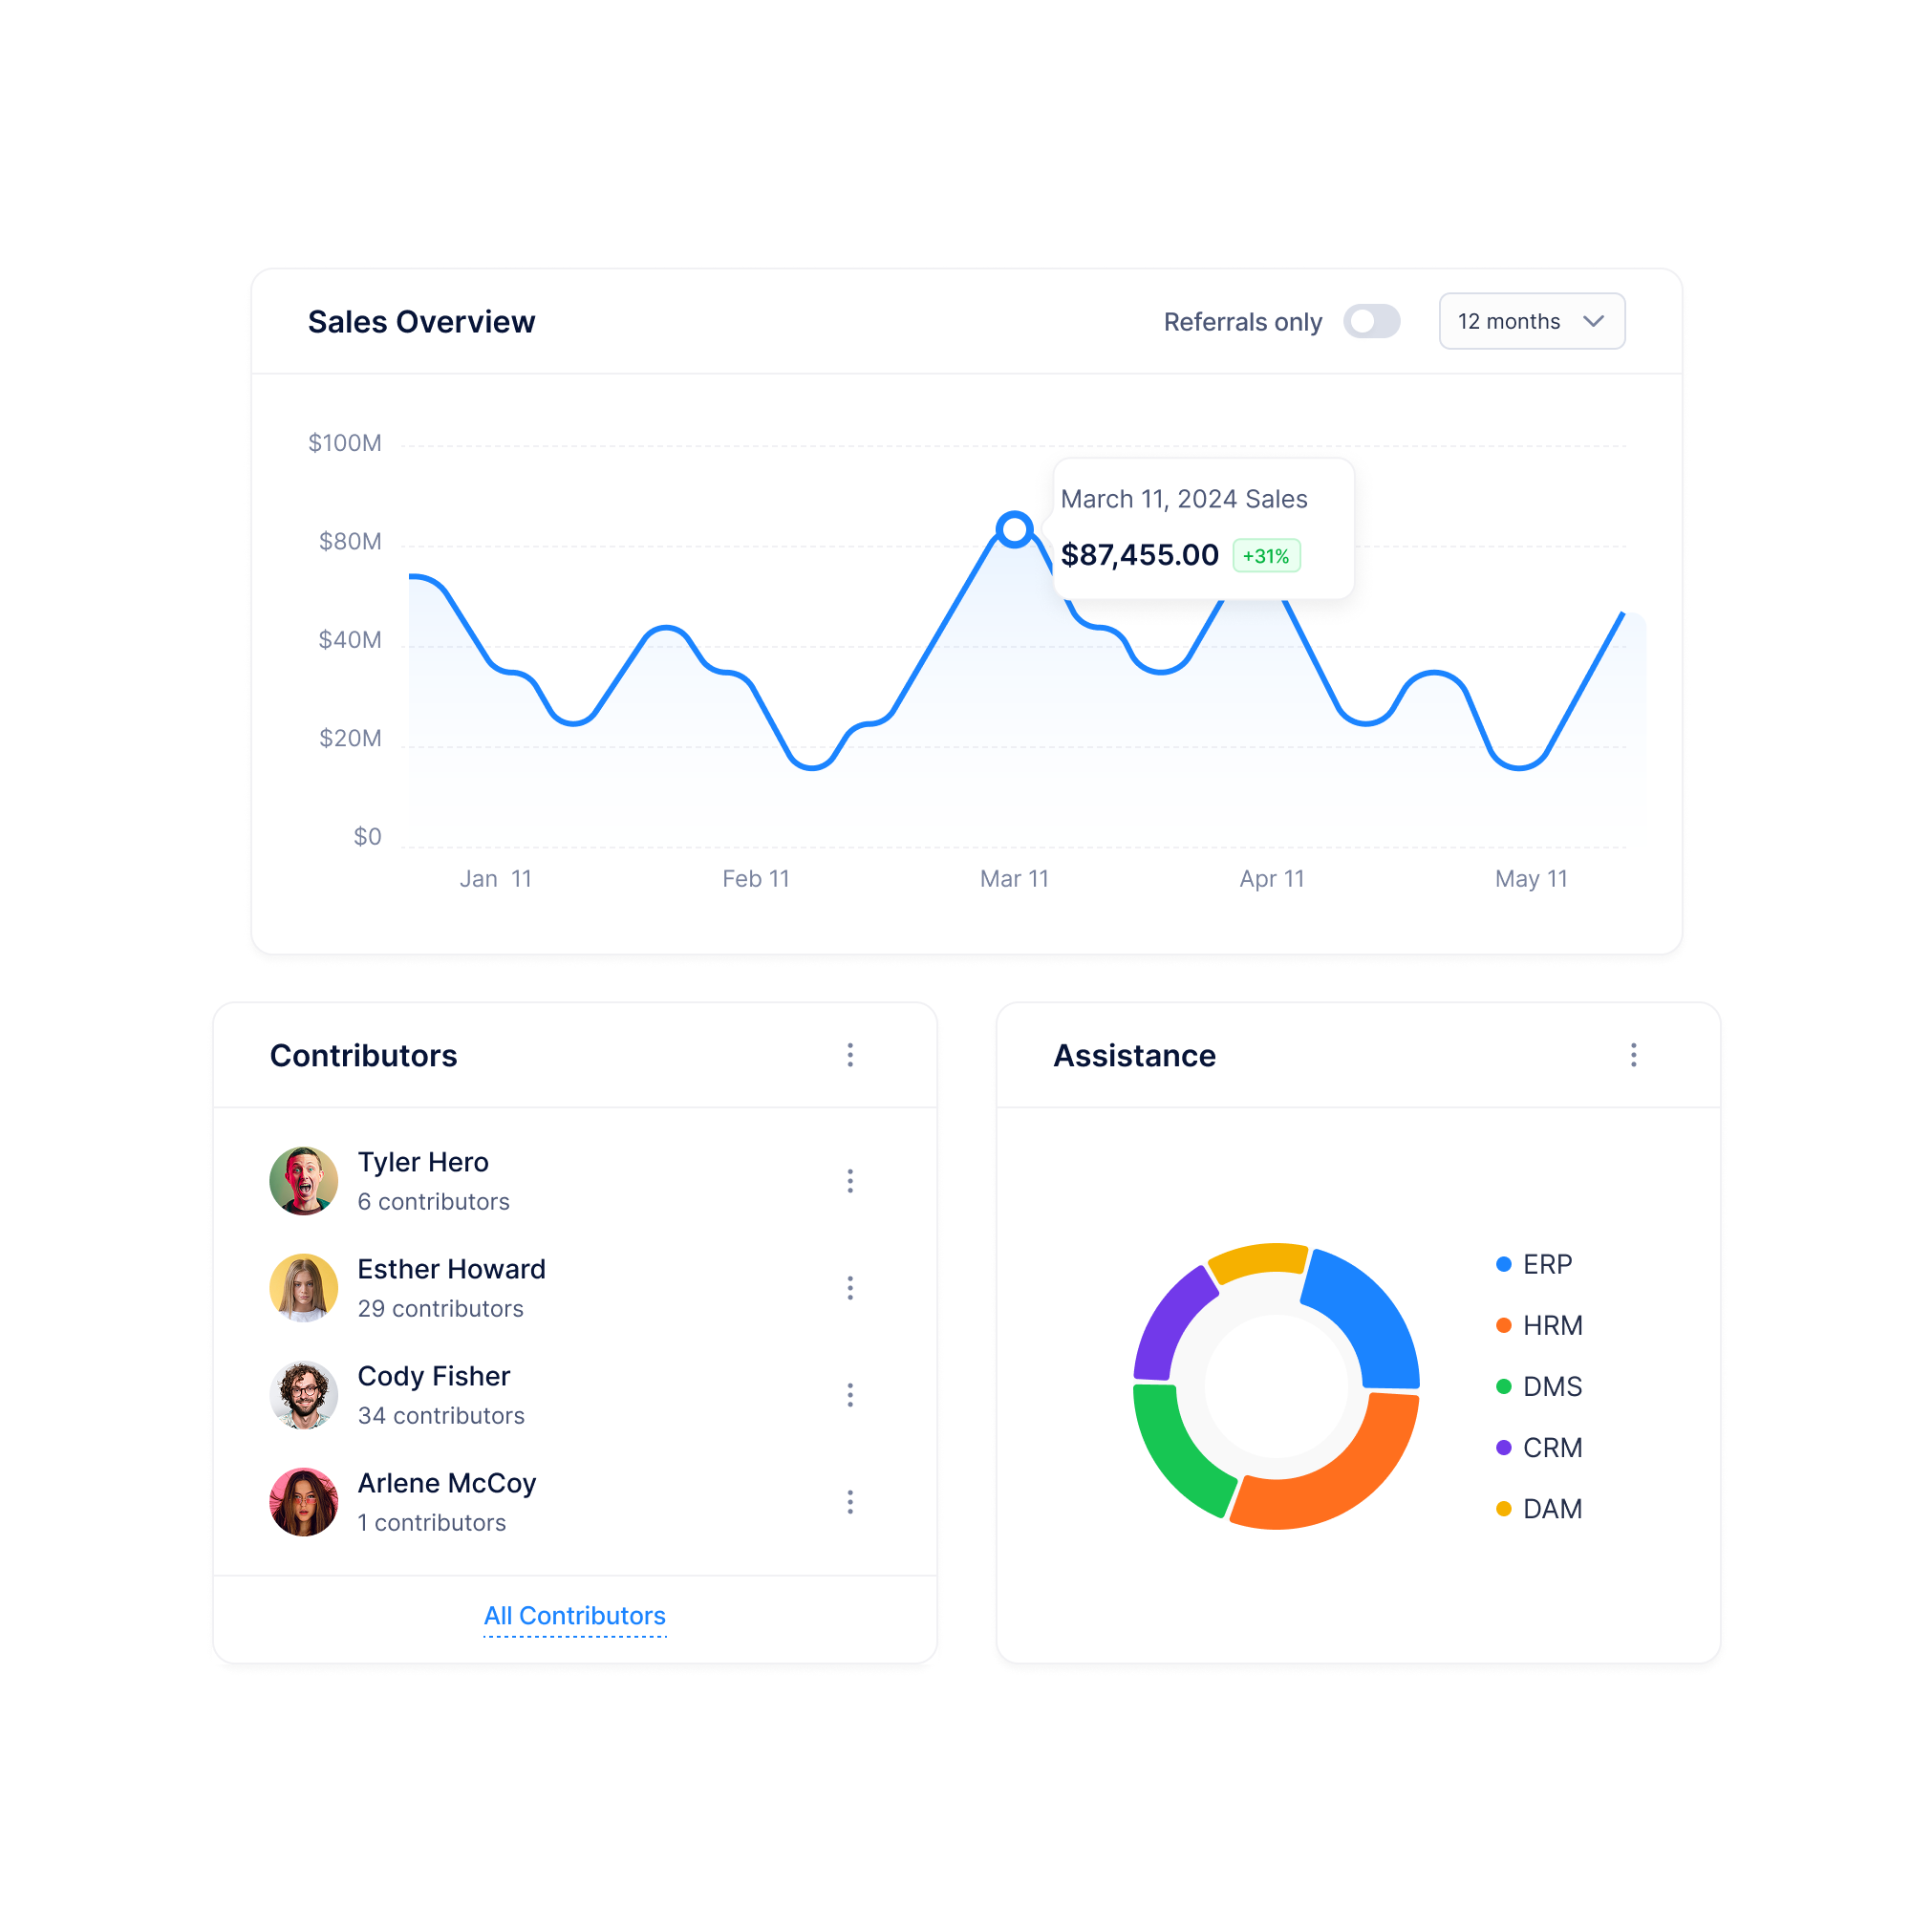 Sales Overview
Referrals only
12 months
$100M
$80M
$40M
$20M
$0
March 11, 2024 Sales
$87,455.00 +31%
Jan 11 Feb 11 Mar 11 Apr 11 May 11
Contributors
Tyler Hero
6 contributors
Esther Howard
29 contributors
Cody Fisher
34 contributors
Arlene McCoy
1 contributors
All Contributors
Assistance
ERP
HRM
DMS
CRM
DAM